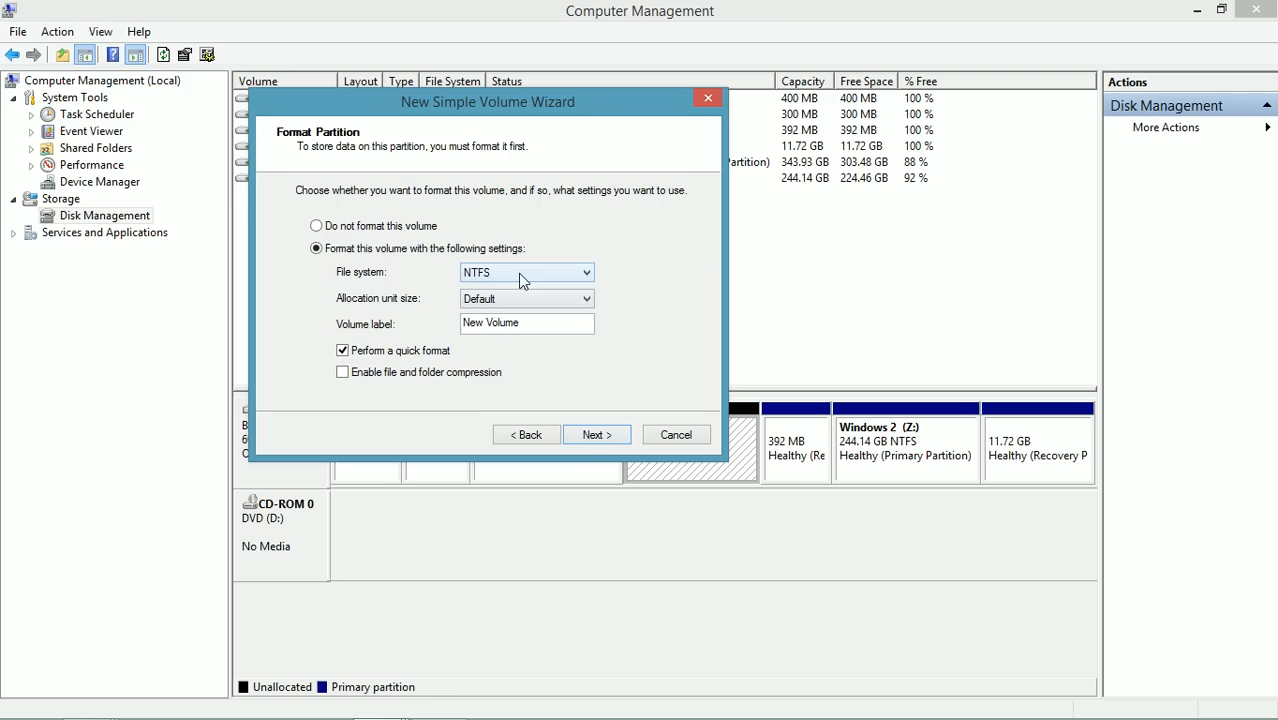 Computer Management
File Action View Help
Computer Management (Local)
System Tools
Task Scheduler
Event Viewer
Shared Folders
Performance
Device Manager
Storage
Disk Management
Services and Applications
Volume Layout Type File System Status Capacity Free Space % Free
400 MB 400 MB 100 %
300 MB 300 MB 100 %
392 MB 392 MB 100 %
11.72 GB 11.72 GB 100 %
artition) 343.93 GB 303.48 GB 88 %
244.14 GB 224.46 GB 92 %
Actions
Disk Management
More Actions
New Simple Volume Wizard
Format Partition
To store data on this partition, you must format it first.
Choose whether you want to format this volume, and if so, what settings you want to use.
Do not format this volume
Format this volume with the following settings:
File system: NTFS
Allocation unit size: Default
Volume label: New Volume
Perform a quick format
Enable file and folder compression
< Back Next > Cancel
392 MB
Healthy (Re
Windows 2 (Z:)
244.14 GB NTFS
Healthy (Primary Partition)
11.72 GB
Healthy (Recovery P
CD-ROM 0
DVD (D:)
No Media
Unallocated Primary partition